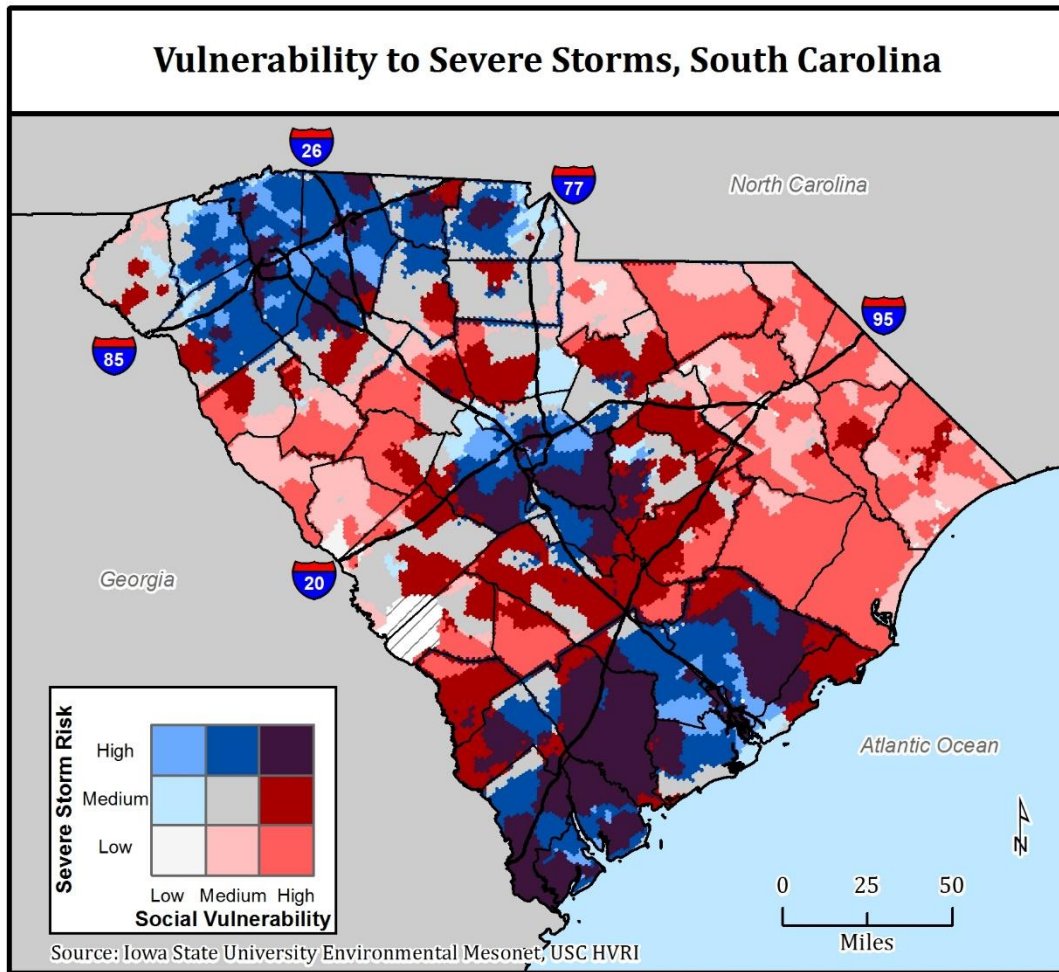 Vulnerability to Severe Storms, South Carolina
26
77
North Carolina
95
85
20
Georgia
Atlantic Ocean
N
Severe Storm Risk
High
Medium
Low
Low Medium High
Social Vulnerability
0 25 50
Miles
Source: Iowa State University Environmental Mesonet, USC HVRI